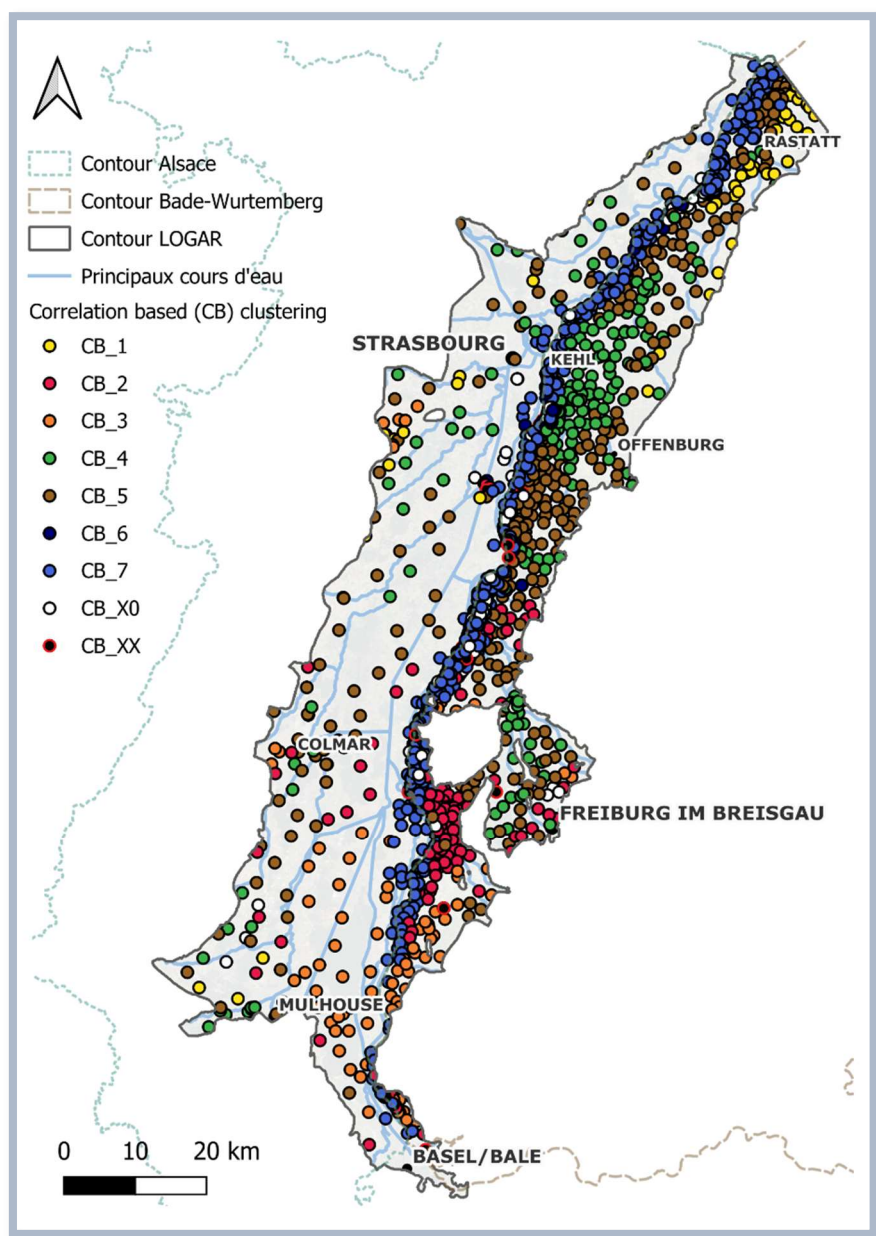 Contour Alsace
Contour Bade-Wurtemberg
Contour LOGAR
Principaux cours d'eau
Correlation based (CB) clustering
CB_1
CB_2
CB_3
CB_4
CB_5
CB_6
CB_7
CB_X0
CB_XX
RASTATT
STRASBOURG
KEHL
OFFENBURG
COLMAR
FREIBURG IM BREISGAU
MULHOUSE
BASEL/BALE
0 10 20 km